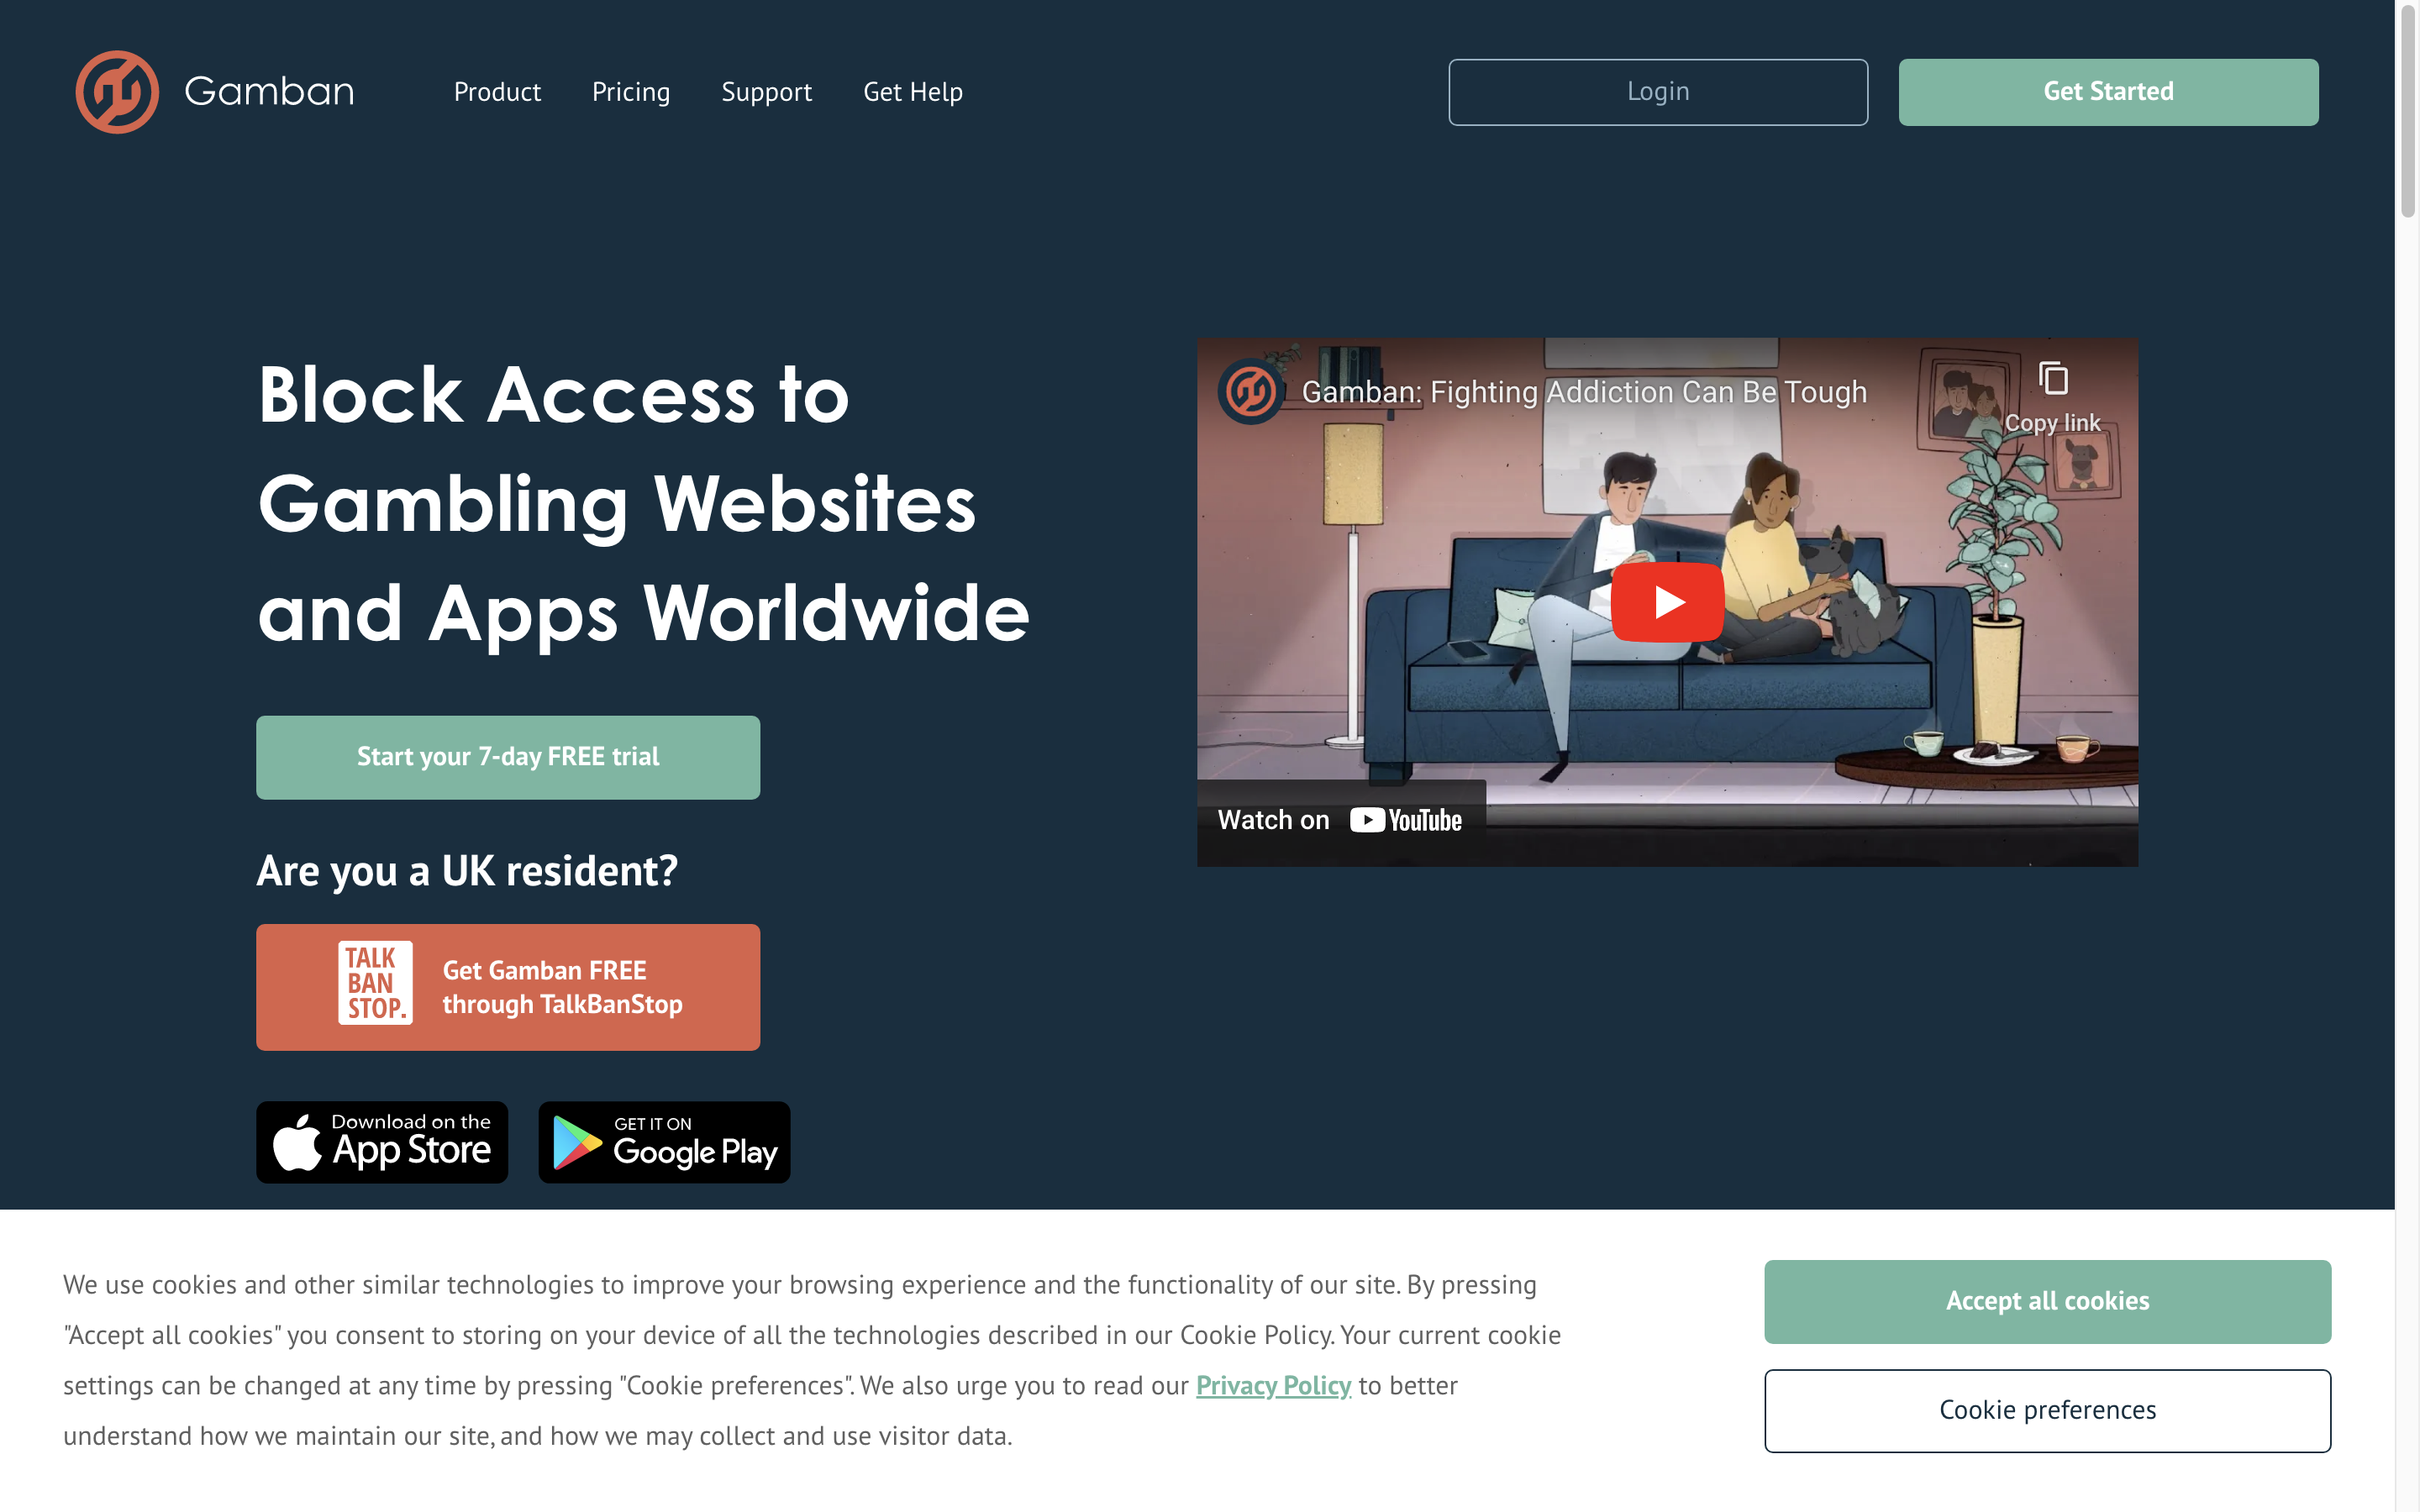 Gamban
Product
Pricing
Support
Get Help
Login
Get Started
Block Access to
Gambling Websites
and Apps Worldwide
Start your 7-day FREE trial
Are you a UK resident?
TALK
BAN
STOP.
Get Gamban FREE
through TalkBanStop
Download on the
App Store
GET IT ON
Google Play
Gamban: Fighting Addiction Can Be Tough
Copy link
Watch on YouTube
We use cookies and other similar technologies to improve your browsing experience and the functionality of our site. By pressing
"Accept all cookies" you consent to storing on your device of all the technologies described in our Cookie Policy. Your current cookie
settings can be changed at any time by pressing "Cookie preferences". We also urge you to read our Privacy Policy to better
understand how we maintain our site, and how we may collect and use visitor data.
Accept all cookies
Cookie preferences